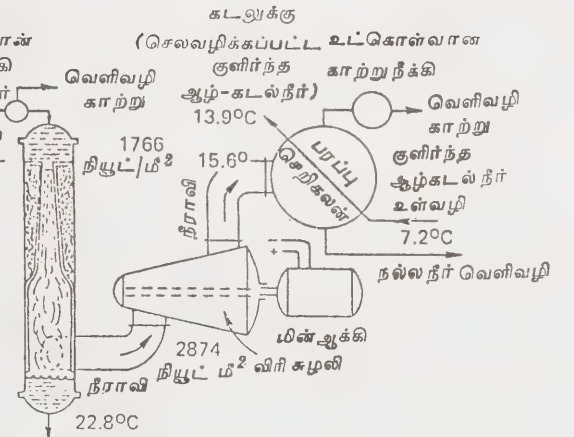 கடலுக்கு
(செலவழிக்கப்பட்ட
குளிர்ந்த
ஆழ்-கடல்நீர்)
உட்கொள்வான
காற்று நீக்கி
ான்
கி
ர்
வெளிவழி
காற்று
13.9°C
வெளிவழி
காற்று
1766
நியூட்/மீ²
15.6°
நீராவி
பரப்பு
செறிகலன்
குளிர்ந்த
ஆழ்கடல் நீர்
உள்வழி
7.2°C
நல்ல நீர் வெளிவழி
- +
மின்ஆக்கி
2874
நியூட் மீ²
விரி சுழலி
நீராவி
22.8°C